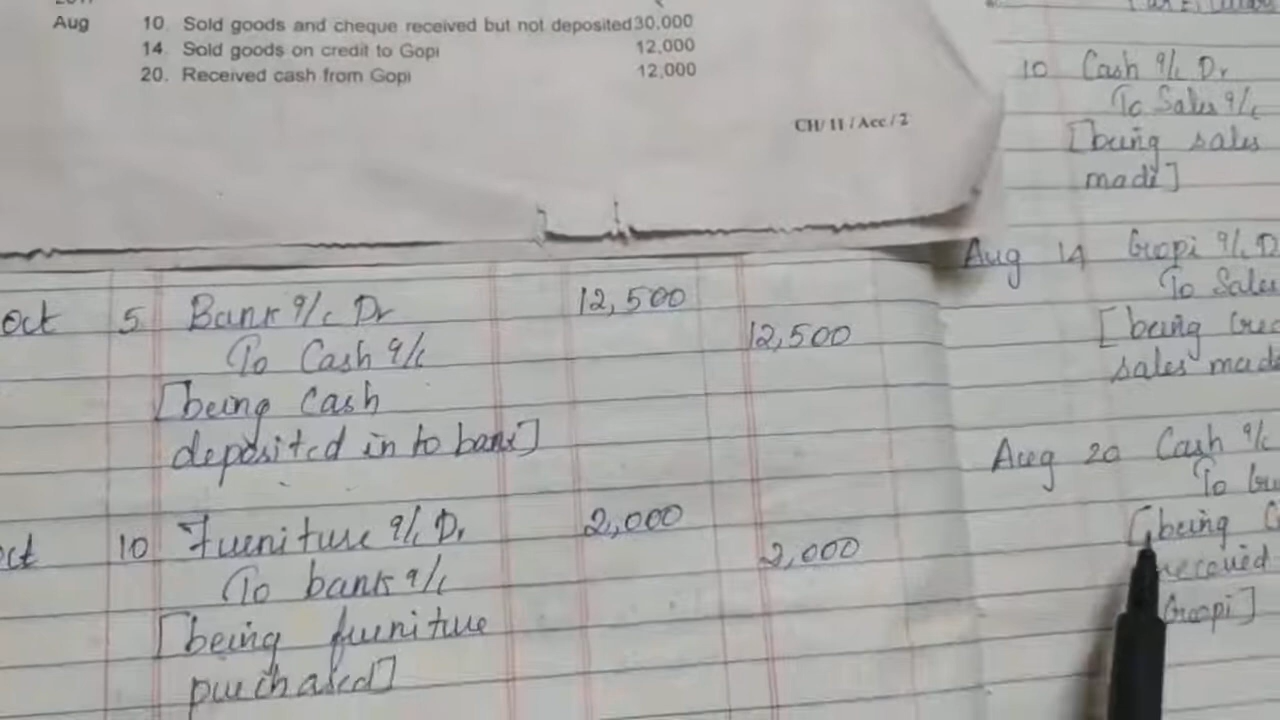 Aug 10. Sold goods and cheque received but not deposited 30,000
14. Sold goods on credit to Gopi 12,000
20. Received cash from Gopi 12,000
CH/ 11 / Acc / 2
Oct 5 Bank a/c Dr 12,500
To Cash a/c 12,500
[being cash
deposited in to bank]
10 Furniture a/c Dr 2,000
To bank a/c 2,000
[being furniture
purchased]
10 Cash a/c Dr
To Sales a/c
[being sales
made]
Aug 14 Gopi a/c D
To Sales
[being
sales made
Aug 20 Cash a/c
To
[being
received
Gopi]